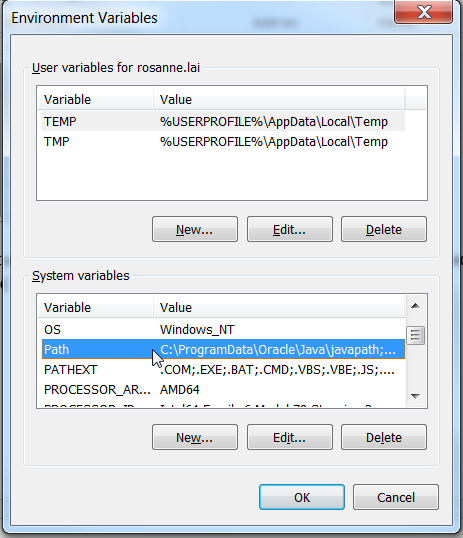 Environment Variables
User variables for rosanne.lai
Variable Value
TEMP %USERPROFILE%\AppData\Local\Temp
TMP %USERPROFILE%\AppData\Local\Temp
New... Edit... Delete
System variables
Variable Value
OS Windows_NT
Path C:\ProgramData\Oracle\Java\javapath;...
PATHEXT .COM;.EXE;.BAT;.CMD;.VBS;.VBE;.JS;....
PROCESSOR_AR... AMD64
New... Edit... Delete
OK Cancel